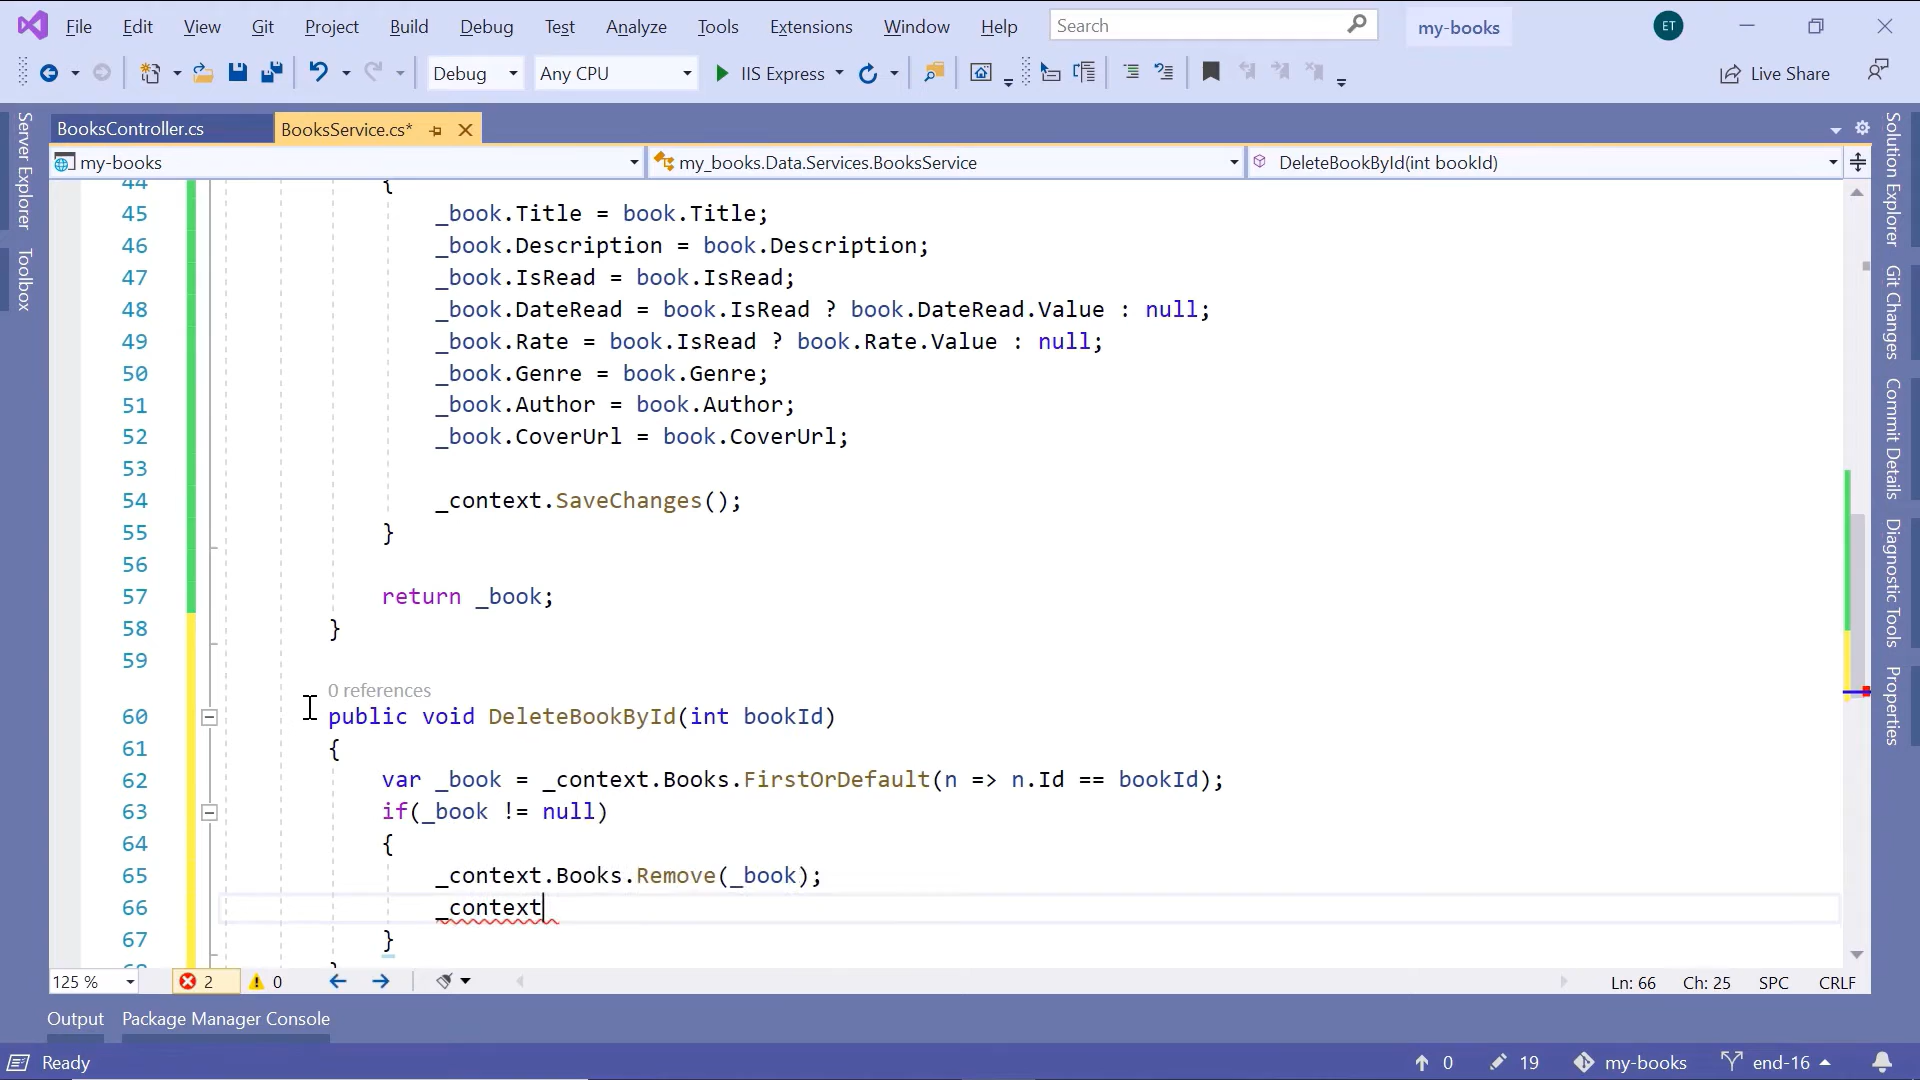 File Edit View Git Project Build Debug Test Analyze Tools Extensions Window Help Search my-books ET
Debug Any CPU IIS Express Live Share
BooksController.cs BooksService.cs*
my-books my_books.Data.Services.BooksService DeleteBookById(int bookId)
44 {
45 _book.Title = book.Title;
46 _book.Description = book.Description;
47 _book.IsRead = book.IsRead;
48 _book.DateRead = book.IsRead ? book.DateRead.Value : null;
49 _book.Rate = book.IsRead ? book.Rate.Value : null;
50 _book.Genre = book.Genre;
51 _book.Author = book.Author;
52 _book.CoverUrl = book.CoverUrl;
53
54 _context.SaveChanges();
55 }
56
57 return _book;
58 }
59
0 references
60 public void DeleteBookById(int bookId)
61 {
62 var _book = _context.Books.FirstOrDefault(n => n.Id == bookId);
63 if(_book != null)
64 {
65 _context.Books.Remove(_book);
66 _context
67 }
125 % 2 0 Ln: 66 Ch: 25 SPC CRLF
Output Package Manager Console
Ready 0 19 my-books end-16
Server Explorer
Toolbox
Solution Explorer
Git Changes
Commit Details
Diagnostic Tools
Properties